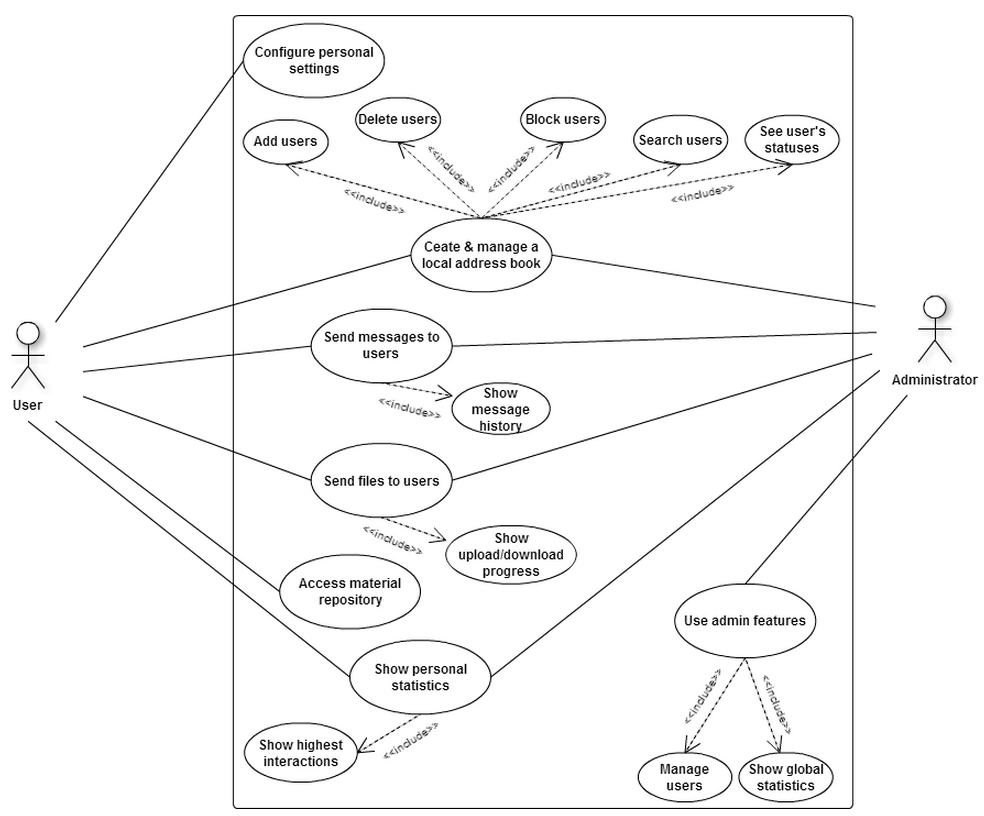 Configure personal
settings
Delete users
Block users
Add users
Search users
See user's
statuses
<<include>>
<<include>>
<<include>>
<<include>>
<<include>>
Ceate & manage a
local address book
Send messages to
users
<<include>>
Show
message
history
User
Administrator
Send files to users
<<include>>
Show
upload/download
progress
Access material
repository
Use admin features
Show personal
statistics
<<include>>
<<include>>
<<include>>
Show highest
interactions
Manage
users
Show global
statistics